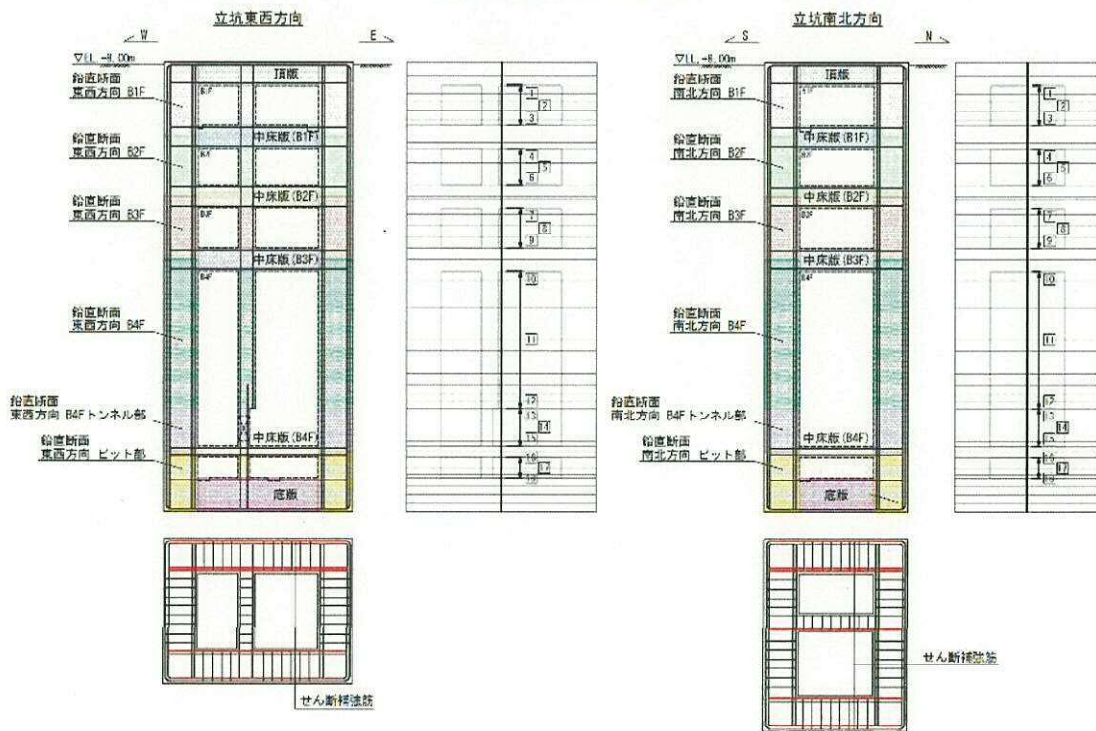 立坑東西方向
W
E
頂版
鉛直断面
東西方向 B1F
B1F
中床版(B1F)
鉛直断面
東西方向 B2F
B2F
中床版(B2F)
鉛直断面
東西方向 B3F
B3F
中床版(B3F)
B4F
鉛直断面
東西方向 B4F
鉛直断面
東西方向 B4Fトンネル部
中床版(B4F)
鉛直断面
東西方向 ピット部
底版
せん断補強筋
1
2
3
4
5
6
7
8
9
10
11
12
13
14
15
16
17
18
立坑南北方向
S
N
頂版
鉛直断面
南北方向 B1F
中床版(B1F)
鉛直断面
南北方向 B2F
B2F
中床版(B2F)
鉛直断面
南北方向 B3F
B3F
中床版(B3F)
B4F
鉛直断面
南北方向 B4F
鉛直断面
南北方向 B4Fトンネル部
中床版(B4F)
鉛直断面
南北方向 ピット部
底版
せん断補強筋
1
2
3
4
5
6
7
8
9
10
11
12
13
14
15
16
17
18